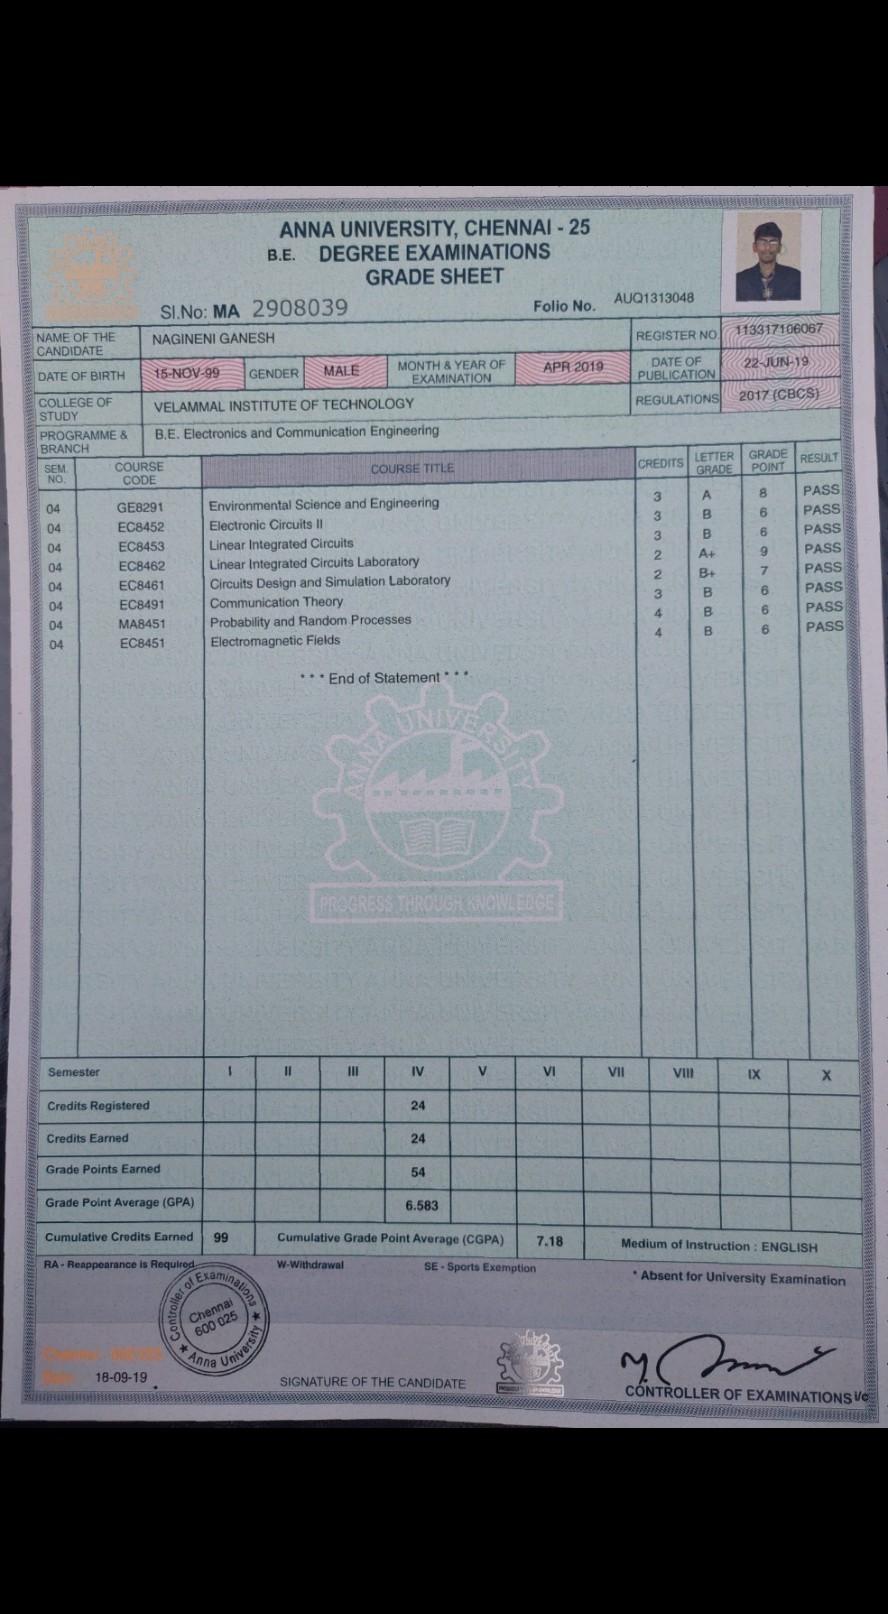 ANNA UNIVERSITY, CHENNAI - 25
B.E. DEGREE EXAMINATIONS
GRADE SHEET
Sl.No: MA 2908039 Folio No. AUQ1313048
NAME OF THE CANDIDATE NAGINENI GANESH REGISTER NO. 113317106067
DATE OF BIRTH 15-NOV-99 GENDER MALE MONTH & YEAR OF EXAMINATION APR 2019 DATE OF PUBLICATION 22-JUN-19
COLLEGE OF STUDY VELAMMAL INSTITUTE OF TECHNOLOGY REGULATIONS 2017 (CBCS)
PROGRAMME & BRANCH B.E. Electronics and Communication Engineering
SEM. NO. COURSE CODE COURSE TITLE CREDITS LETTER GRADE GRADE POINT RESULT
04 GE8291 Environmental Science and Engineering 3 A 8 PASS
04 EC8452 Electronic Circuits II 3 B 6 PASS
04 EC8453 Linear Integrated Circuits 3 B 6 PASS
04 EC8462 Linear Integrated Circuits Laboratory 2 A+ 9 PASS
04 EC8461 Circuits Design and Simulation Laboratory 2 B+ 7 PASS
04 EC8491 Communication Theory 3 B 6 PASS
04 MA8451 Probability and Random Processes 4 B 6 PASS
04 EC8451 Electromagnetic Fields 4 B 6 PASS
* * * End of Statement * * *
ANNA UNIVERSITY
PROGRESS THROUGH KNOWLEDGE
Semester I II III IV V VI VII VIII IX X
Credits Registered 24
Credits Earned 24
Grade Points Earned 54
Grade Point Average (GPA) 6.583
Cumulative Credits Earned 99 Cumulative Grade Point Average (CGPA) 7.18 Medium of Instruction : ENGLISH
RA - Reappearance is Required W-Withdrawal SE - Sports Exemption * Absent for University Examination
Controller of Examinations
Chennai
600 025
Anna University
Chennai 600 025
Date 18-09-19
SIGNATURE OF THE CANDIDATE
CONTROLLER OF EXAMINATIONS i/c